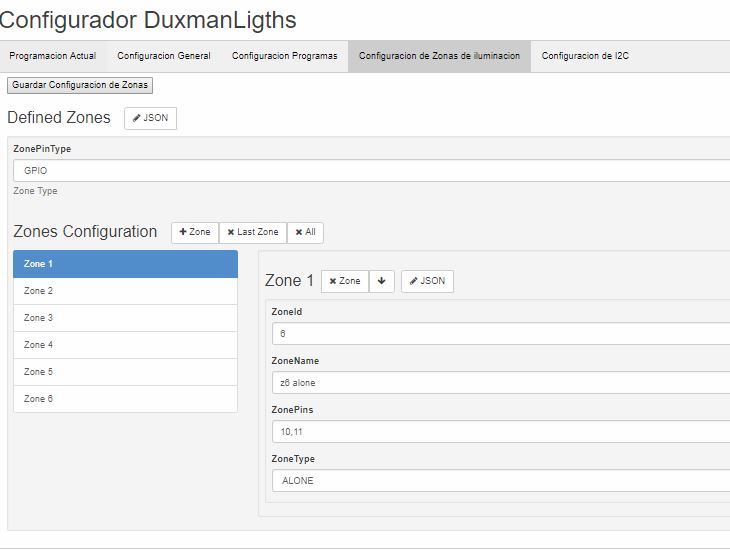 Configurador DuxmanLigths
Programacion Actual Configuracion General Configuracion Programas Configuracion de Zonas de iluminacion Configuracion de I2C
Guardar Configuracion de Zonas
Defined Zones JSON
ZonePinType
GPIO
Zone Type
Zones Configuration Zone Last Zone All
Zone 1
Zone 2
Zone 3
Zone 4
Zone 5
Zone 6
Zone 1 Zone JSON
ZoneId
6
ZoneName
z6 alone
ZonePins
10,11
ZoneType
ALONE